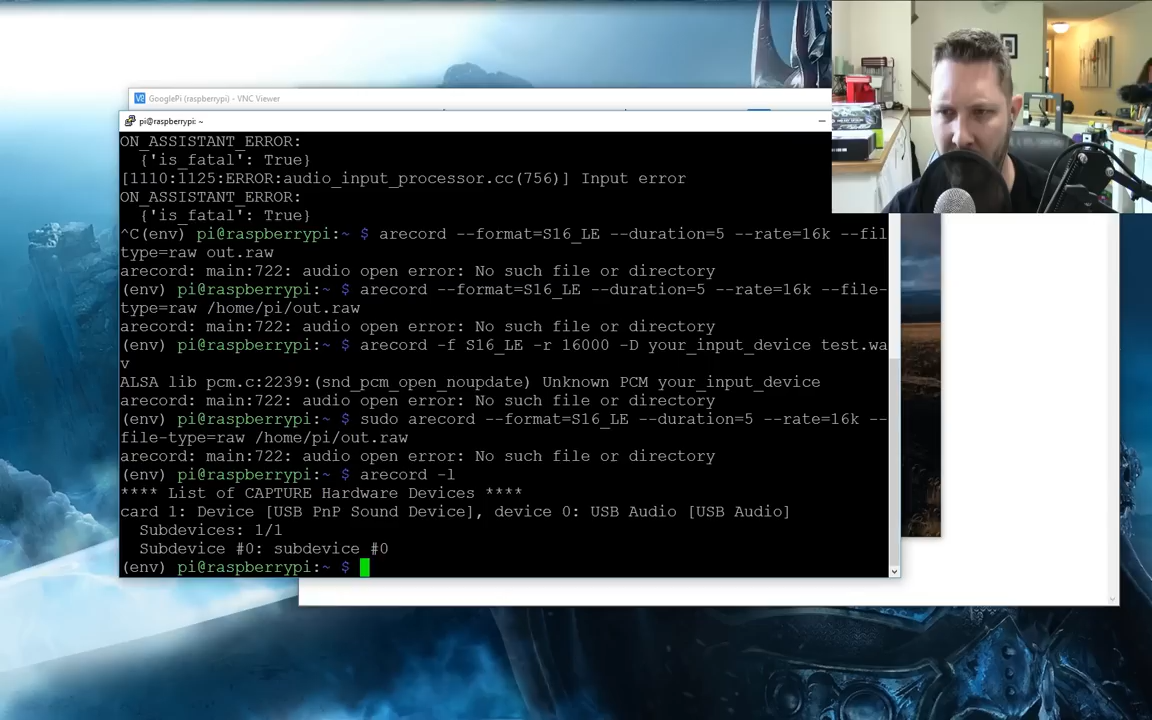 GooglePi (raspberrypi) - VNC Viewer
pi@raspberrypi: ~
ON_ASSISTANT_ERROR:
{'is_fatal': True}
[1110:1125:ERROR:audio_input_processor.cc(756)] Input error
ON_ASSISTANT_ERROR:
{'is_fatal': True}
^C(env) pi@raspberrypi:~ $ arecord --format=S16_LE --duration=5 --rate=16k --fil
type=raw out.raw
arecord: main:722: audio open error: No such file or directory
(env) pi@raspberrypi:~ $ arecord --format=S16_LE --duration=5 --rate=16k --file-
type=raw /home/pi/out.raw
arecord: main:722: audio open error: No such file or directory
(env) pi@raspberrypi:~ $ arecord -f S16_LE -r 16000 -D your_input_device test.wa
v
ALSA lib pcm.c:2239:(snd_pcm_open_noupdate) Unknown PCM your_input_device
arecord: main:722: audio open error: No such file or directory
(env) pi@raspberrypi:~ $ sudo arecord --format=S16_LE --duration=5 --rate=16k --
file-type=raw /home/pi/out.raw
arecord: main:722: audio open error: No such file or directory
(env) pi@raspberrypi:~ $ arecord -l
**** List of CAPTURE Hardware Devices ****
card 1: Device [USB PnP Sound Device], device 0: USB Audio [USB Audio]
Subdevices: 1/1
Subdevice #0: subdevice #0
(env) pi@raspberrypi:~ $